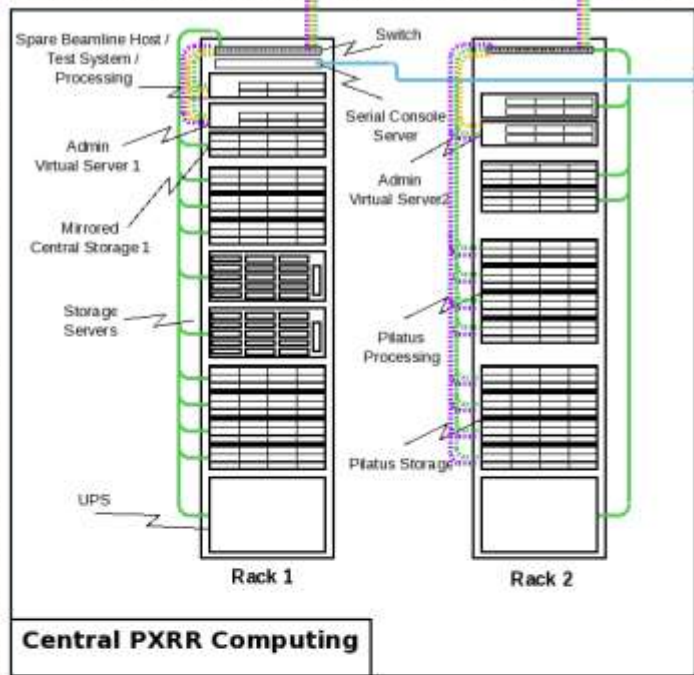 Spare Beamline Host /
Test System /
Processing
Switch
Serial Console
Server
Admin
Virtual Server 1
Admin
Virtual Server2
Mirrored
Central Storage 1
Storage
Servers
Pilatus
Processing
Pilatus Storage
UPS
Rack 1
Rack 2
Central PXRR Computing